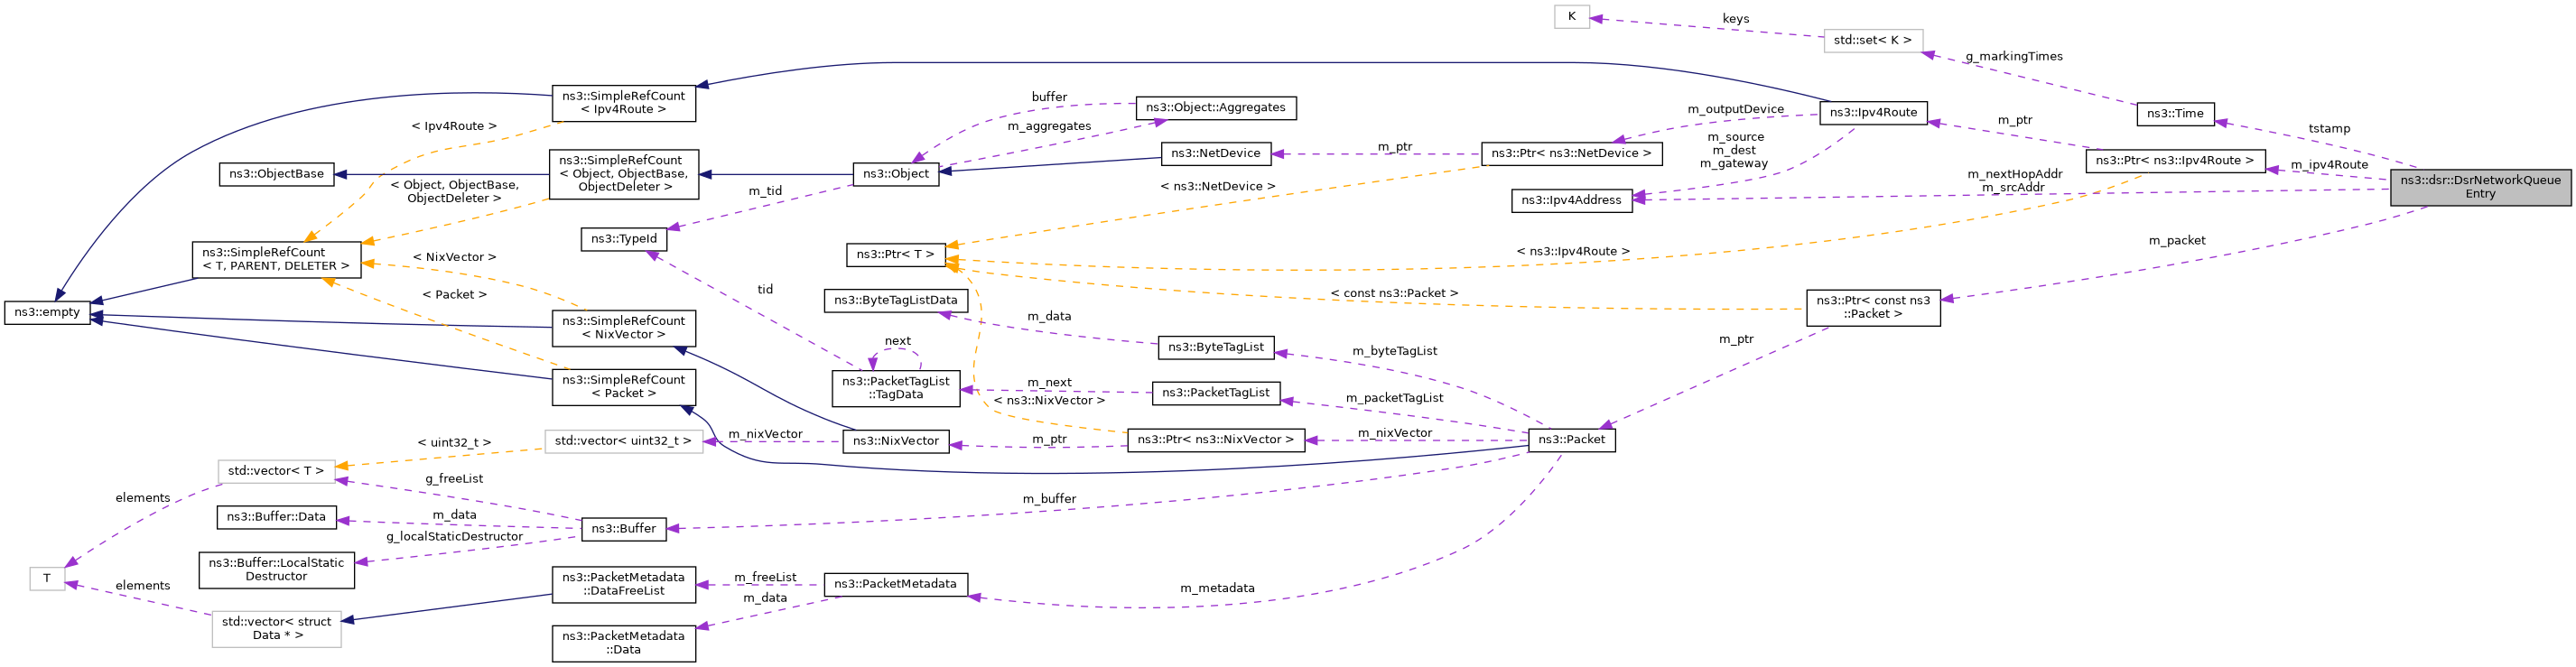 K
keys
std::set< K >
g_markingTimes
ns3::Time
tstamp
ns3::SimpleRefCount
< Ipv4Route >
ns3::Object::Aggregates
buffer
m_aggregates
ns3::Ipv4Route
m_outputDevice
m_source
m_dest
m_gateway
m_ptr
ns3::Ptr< ns3::Ipv4Route >
m_ipv4Route
ns3::dsr::DsrNetworkQueue
Entry
m_nextHopAddr
m_srcAddr
m_packet
< Ipv4Route >
ns3::ObjectBase
ns3::SimpleRefCount
< Object, ObjectBase,
ObjectDeleter >
< Object, ObjectBase,
ObjectDeleter >
ns3::Object
ns3::NetDevice
m_ptr
ns3::Ptr< ns3::NetDevice >
< ns3::NetDevice >
ns3::Ipv4Address
m_tid
ns3::TypeId
ns3::SimpleRefCount
< T, PARENT, DELETER >
< NixVector >
ns3::Ptr< T >
< ns3::Ipv4Route >
< const ns3::Packet >
ns3::Ptr< const ns3
::Packet >
m_ptr
ns3::empty
< Packet >
tid
ns3::ByteTagListData
m_data
ns3::ByteTagList
m_byteTagList
ns3::SimpleRefCount
< NixVector >
next
ns3::SimpleRefCount
< Packet >
ns3::PacketTagList
::TagData
m_next
ns3::PacketTagList
m_packetTagList
< ns3::NixVector >
< uint32_t >
std::vector< uint32_t >
m_nixVector
ns3::NixVector
m_ptr
ns3::Ptr< ns3::NixVector >
m_nixVector
ns3::Packet
std::vector< T >
g_freeList
elements
m_buffer
ns3::Buffer::Data
m_data
ns3::Buffer
g_localStaticDestructor
ns3::Buffer::LocalStatic
Destructor
T
elements
ns3::PacketMetadata
::DataFreeList
m_freeList
ns3::PacketMetadata
m_metadata
m_data
std::vector< struct
Data * >
ns3::PacketMetadata
::Data